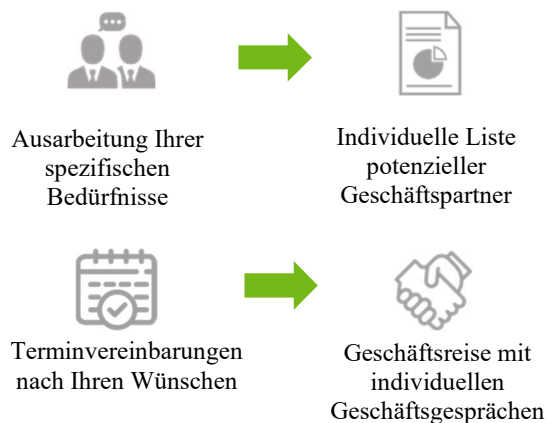 Ausarbeitung Ihrer
spezifischen
Bedürfnisse
Individuelle Liste
potenzieller
Geschäftspartner
Terminvereinbarungen
nach Ihren Wünschen
Geschäftsreise mit
individuellen
Geschäftsgesprächen